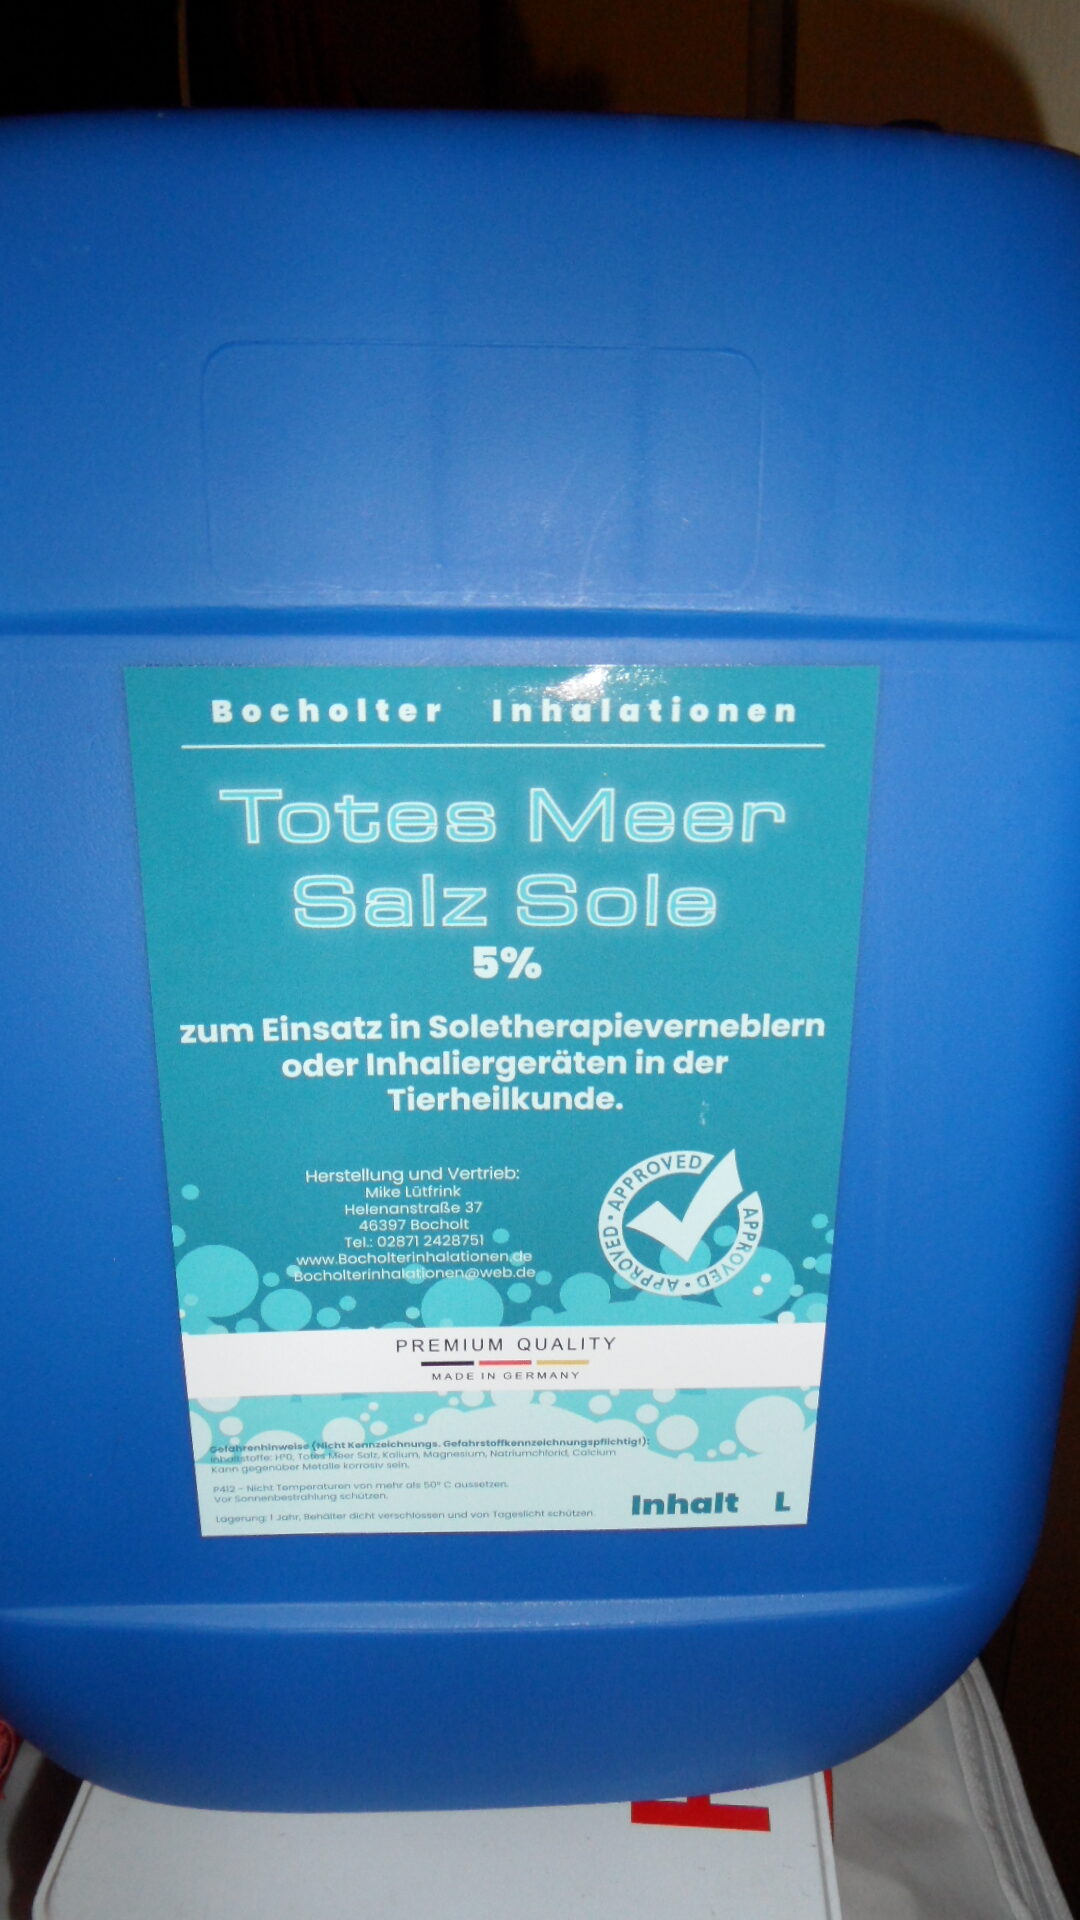 Bocholter Inhalationen
Totes Meer
Salz Sole
5%
zum Einsatz in Soletherapieverneblern
oder Inhaliergeräten in der
Tierheilkunde.
Herstellung und Vertrieb:
Mike Lütfrink
Helenanstraße 37
46397 Bocholt
Tel.: 02871 2428751
www.Bocholterinhalationen.de
Bocholterinhalationen@web.de
APPROVED • APPROVED • APPROVED •
PREMIUM QUALITY
MADE IN GERMANY
Gefahrenhinweise (Nicht Kennzeichnungs. Gefahrstoffkennzeichnungspflichtig!):
Inhaltstoffe: H²0, Totes Meer Salz, Kalium, Magnesium, Natriumchlorid, Calcium
Kann gegenüber Metalle korrosiv sein.
P412 - Nicht Temperaturen von mehr als 50° C aussetzen.
Vor Sonnenbestrahlung schützen.
Lagerung: 1 Jahr, Behälter dicht verschlossen und von Tageslicht schützen.
Inhalt L